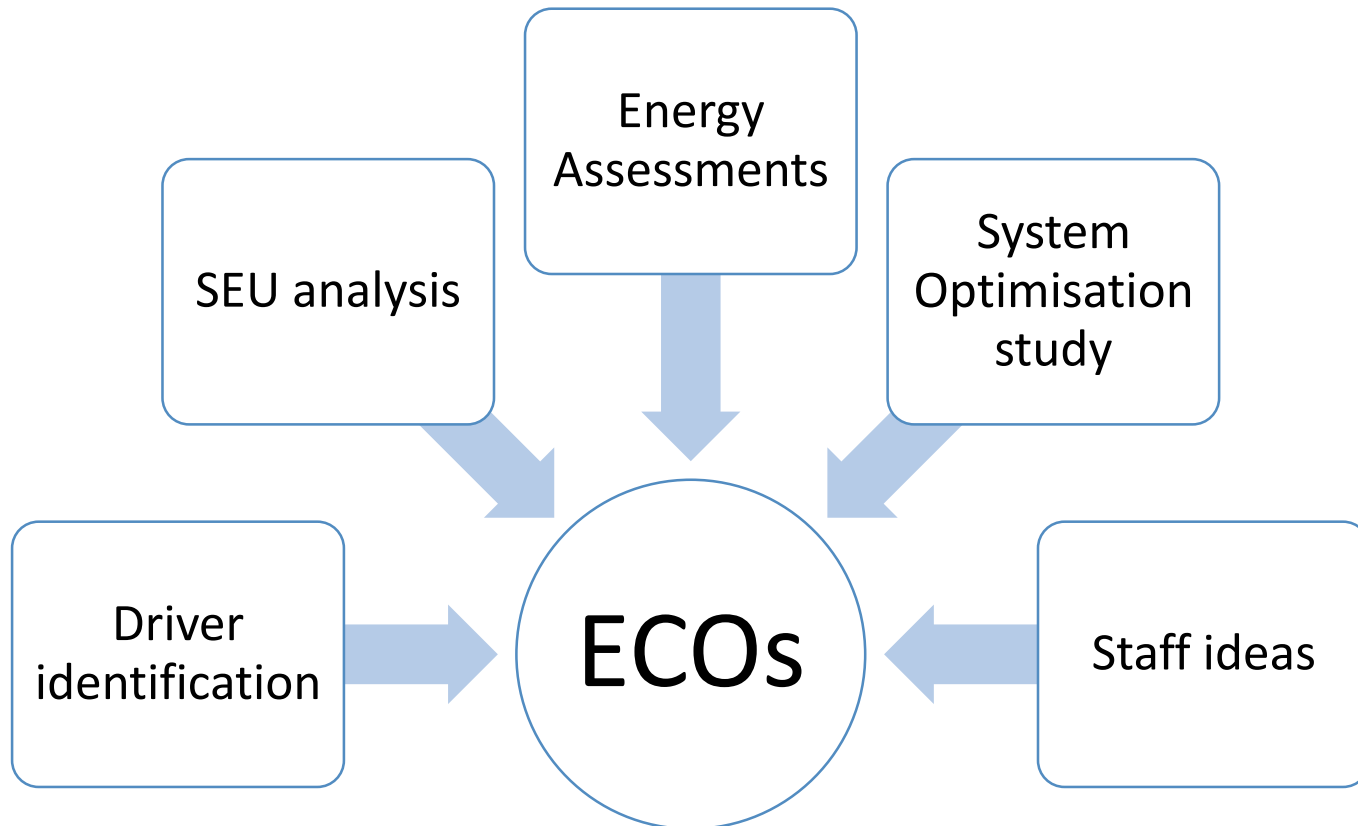 Energy
Assessments
SEU analysis
System
Optimisation
study
Driver
identification
ECOs
Staff ideas